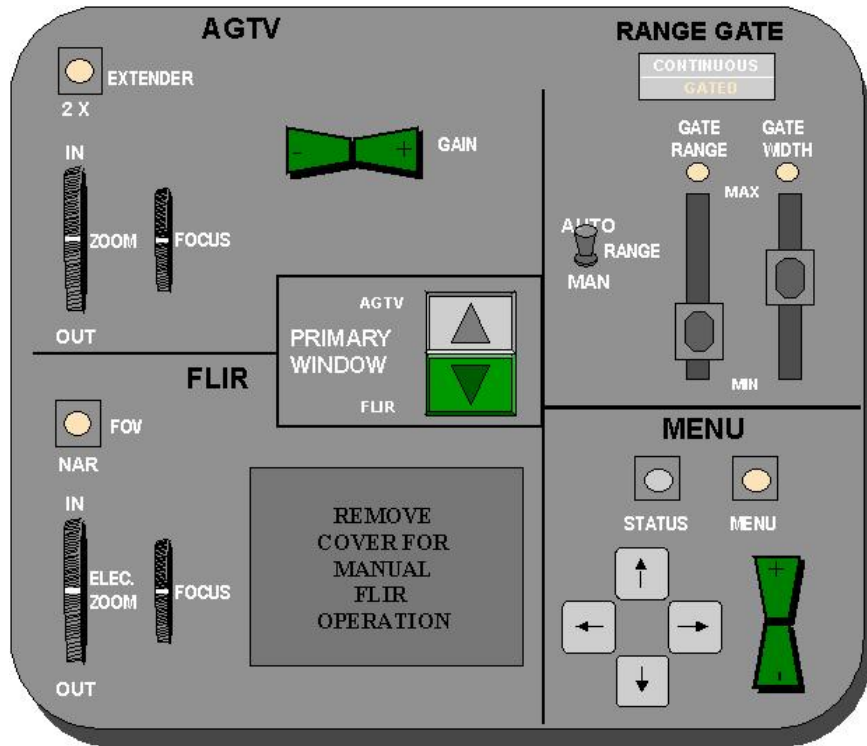 AGTV
EXTENDER
2 X
IN
ZOOM
FOCUS
OUT
- + GAIN
RANGE GATE
CONTINUOUS
GATED
GATE
RANGE
GATE
WIDTH
MAX
AUTO
RANGE
MAN
MIN
AGTV
PRIMARY
WINDOW
FLIR
FLIR
FOV
NAR
IN
ELEC.
ZOOM
FOCUS
OUT
REMOVE
COVER FOR
MANUAL
FLIR
OPERATION
MENU
STATUS
MENU
+
-